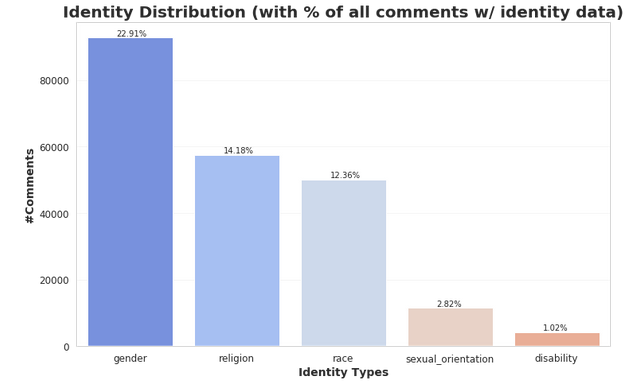 Identity Distribution (with % of all comments w/ identity data)
22.91%
80000
60000
14.18%
12.36%
#Comments
40000
20000
2.82%
1.02%
0
gender religion race sexual_orientation disability
Identity Types